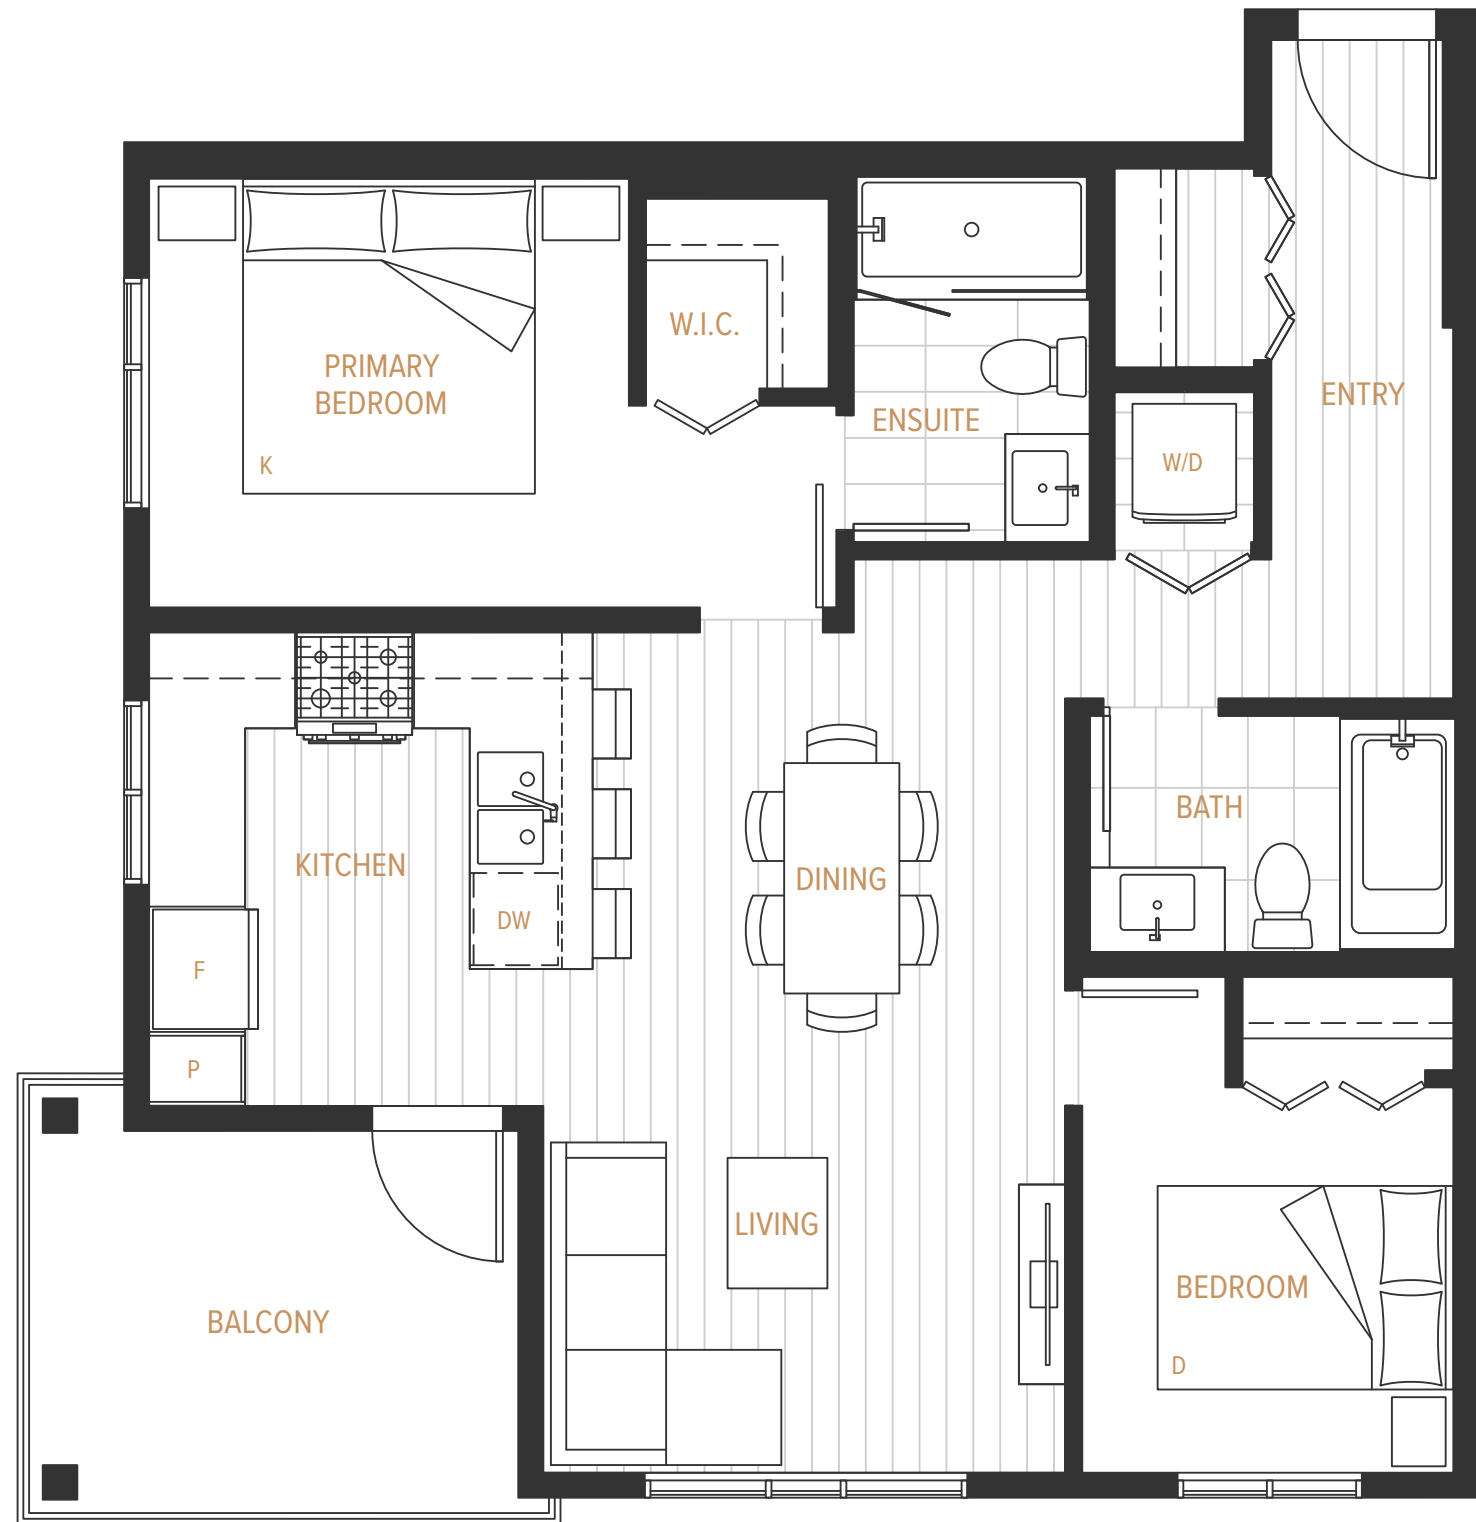 PRIMARY
BEDROOM
K
W.I.C.
ENSUITE
W/D
ENTRY
KITCHEN
DW
F
P
DINING
BATH
LIVING
BEDROOM
D
BALCONY